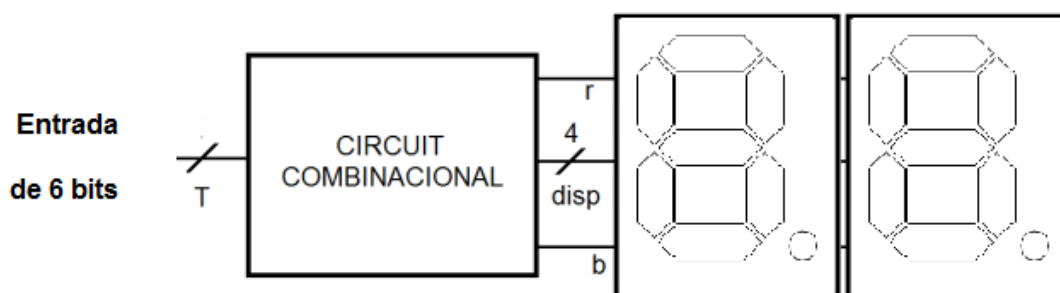 Entrada
de 6 bits
T
CIRCUIT
COMBINACIONAL
r
4
disp
b